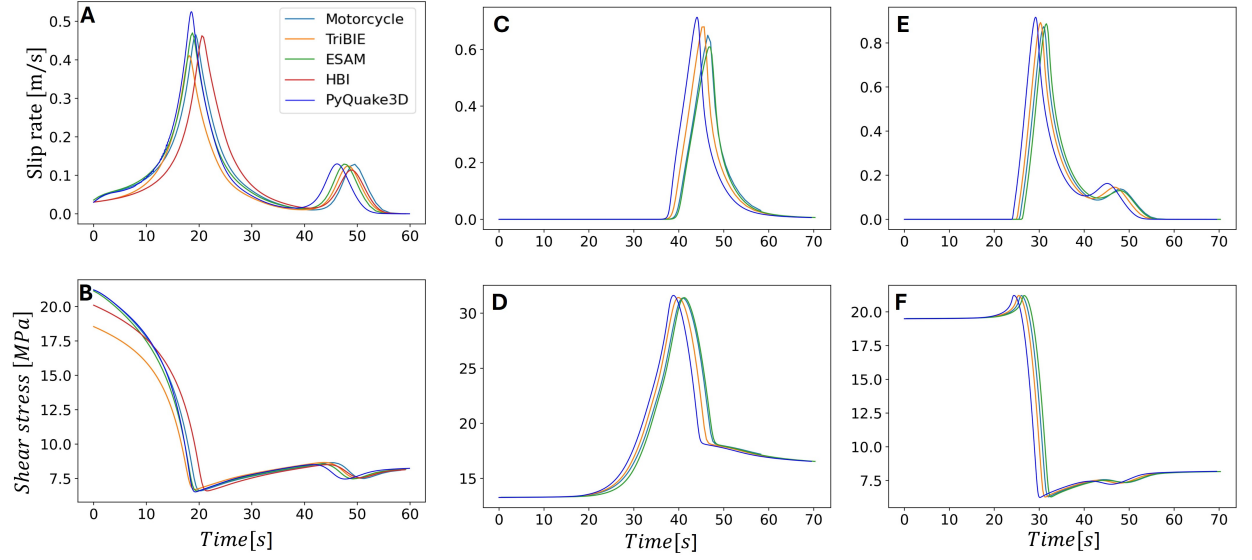 A
Slip rate [m/s]
0.5
0.4
0.3
0.2
0.1
0.0
0 10 20 30 40 50 60
Motorcycle
TriBIE
ESAM
HBI
PyQuake3D
C
0.6
0.4
0.2
0.0
0 10 20 30 40 50 60 70
E
0.8
0.6
0.4
0.2
0.0
0 10 20 30 40 50 60 70
B
Shear stress [MPa]
20.0
17.5
15.0
12.5
10.0
7.5
0 10 20 30 40 50 60
Time[s]
D
30
25
20
15
0 10 20 30 40 50 60 70
Time[s]
F
20.0
17.5
15.0
12.5
10.0
7.5
0 10 20 30 40 50 60 70
Time[s]